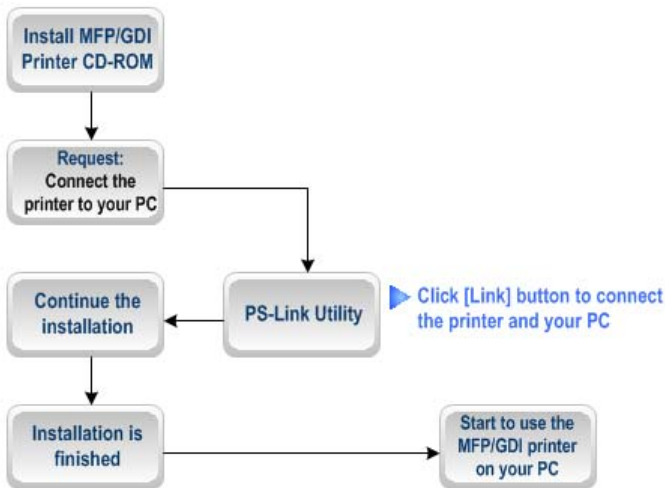 Install MFP/GDI
Printer CD-ROM
Request:
Connect the
printer to your PC
Continue the
installation
PS-Link Utility
Click [Link] button to connect
the printer and your PC
Installation is
finished
Start to use the
MFP/GDI printer
on your PC